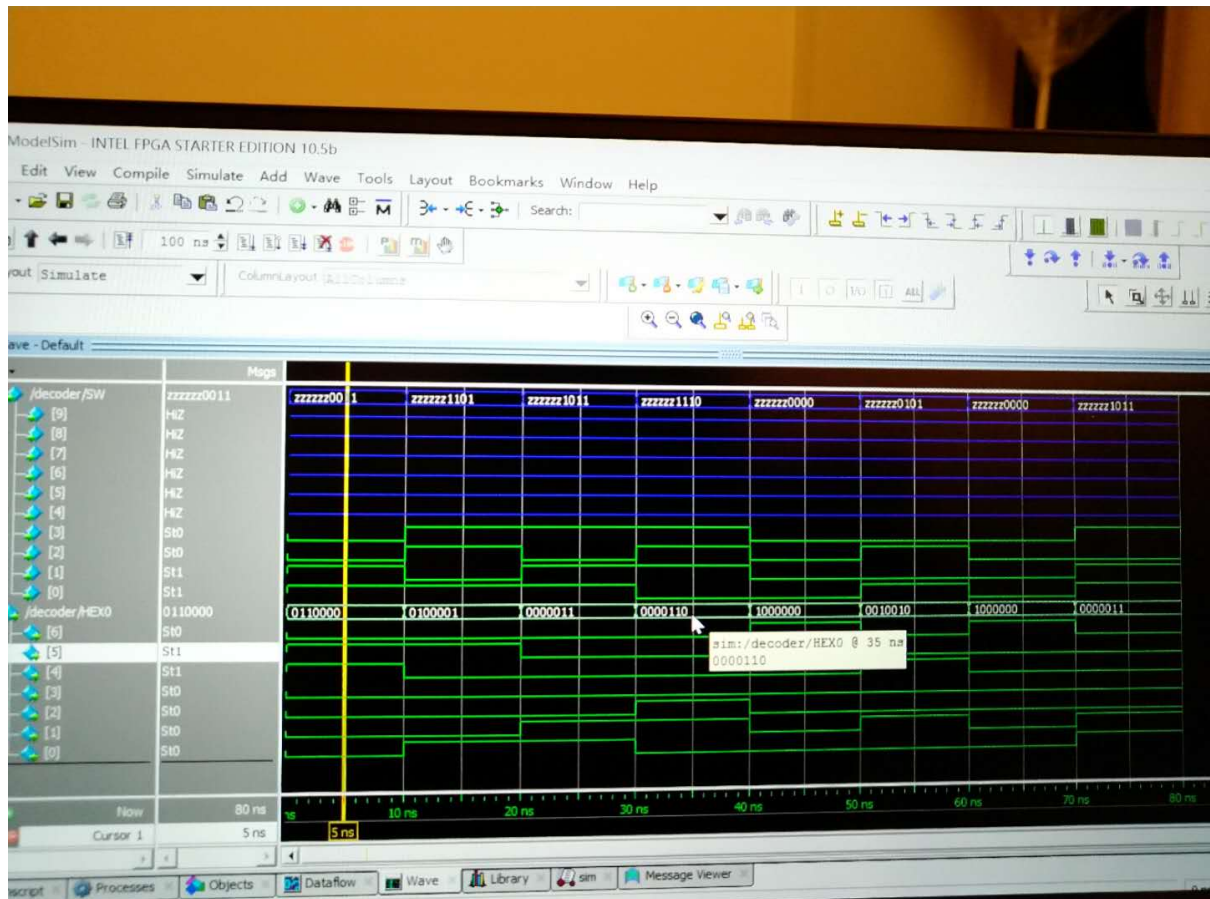 ModelSim - INTEL FPGA STARTER EDITION 10.5b
Edit View Compile Simulate Add Wave Tools Layout Bookmarks Window Help
Search:
100 ns
Simulate
ColumnLayout AllColumns
- Default
Msgs
/decoder/SW zzzzzz0011 zzzzzz00 1 zzzzzz1101 zzzzzz1011 zzzzzz1110 zzzzzz0000 zzzzzz0101 zzzzzz0000 zzzzzz1011
[9] HiZ
[8] HiZ
[7] HiZ
[6] HiZ
[5] HiZ
[4] HiZ
[3] St0
[2] St0
[1] St1
[0] St1
/decoder/HEX0 0110000 0110000 0100001 0000011 0000110 1000000 0010010 1000000 0000011
[6] St0
[5] St1
[4] St1
[3] St0
[2] St0
[1] St0
[0] St0
sim:/decoder/HEX0 @ 35 ns
0000110
Now 80 ns ns 10 ns 20 ns 30 ns 40 ns 50 ns 60 ns 70 ns 80 ns
Cursor 1 5 ns 5 ns
Processes Objects Dataflow Wave Library sim Message Viewer